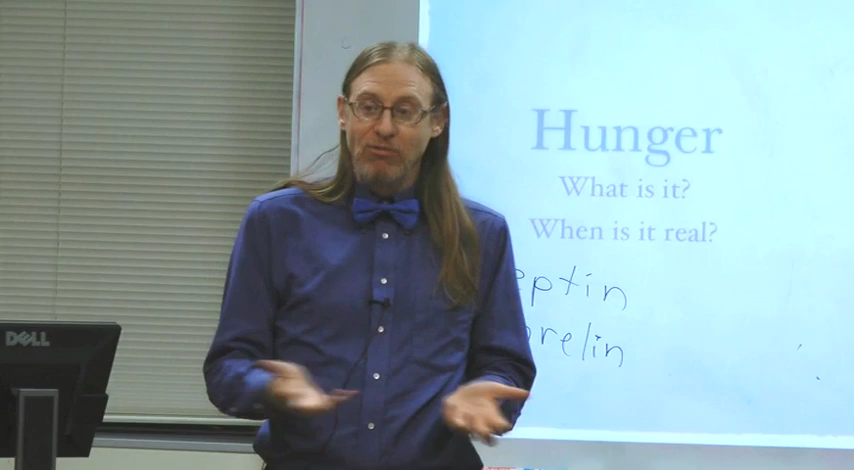 Hunger
What is it?
When is it real?
eptin
relin
DELL